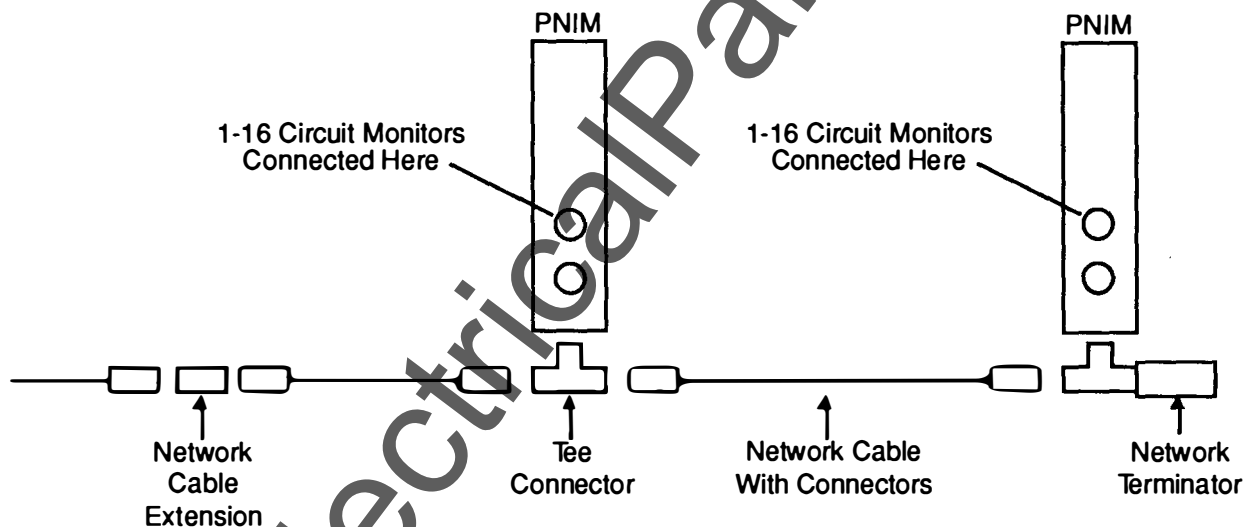 PNIM
PNIM
1-16 Circuit Monitors
Connected Here
1-16 Circuit Monitors
Connected Here
Network
Cable
Extension
Tee
Connector
Network Cable
With Connectors
Network
Terminator
ectricalPa